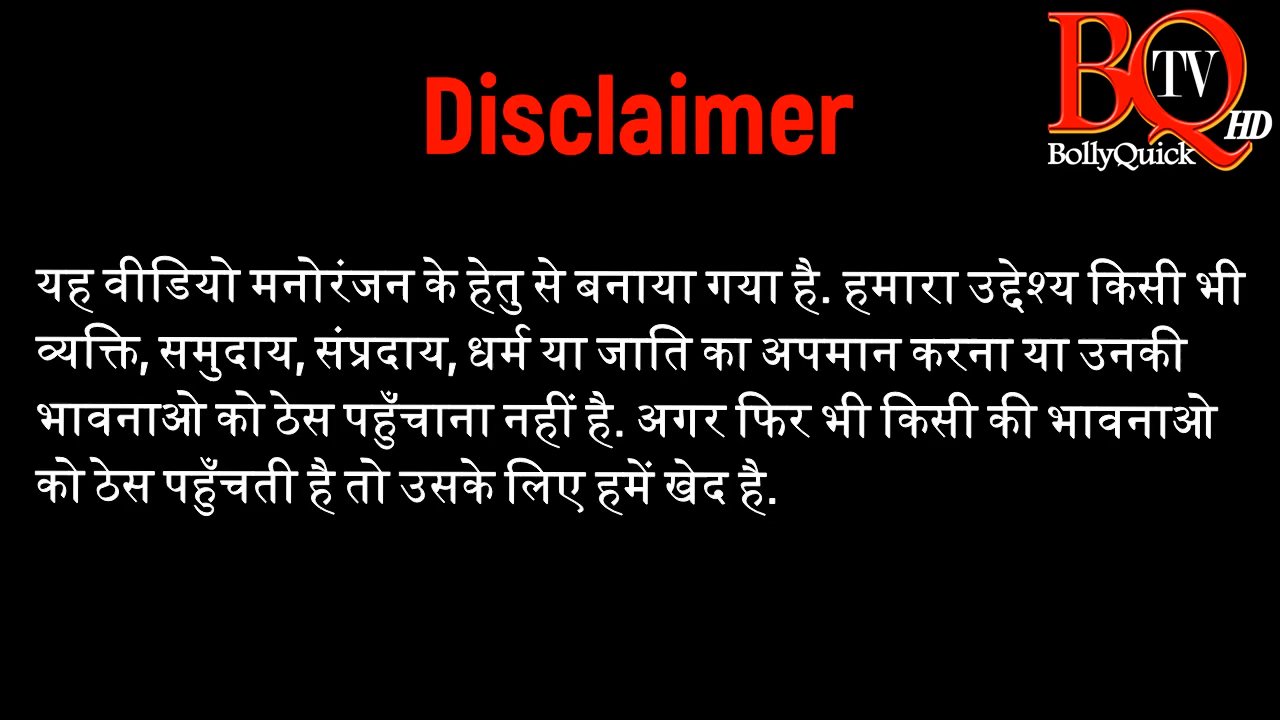 Disclaimer
BQ TV HD
BollyQuick
यह वीडियो मनोरंजन के हेतु से बनाया गया है. हमारा उद्देश्य किसी भी
व्यक्ति, समुदाय, संप्रदाय, धर्म या जाति का अपमान करना या उनकी
भावनाओ को ठेस पहुँचाना नहीं है. अगर फिर भी किसी की भावनाओ
को ठेस पहुँचती है तो उसके लिए हमें खेद है.